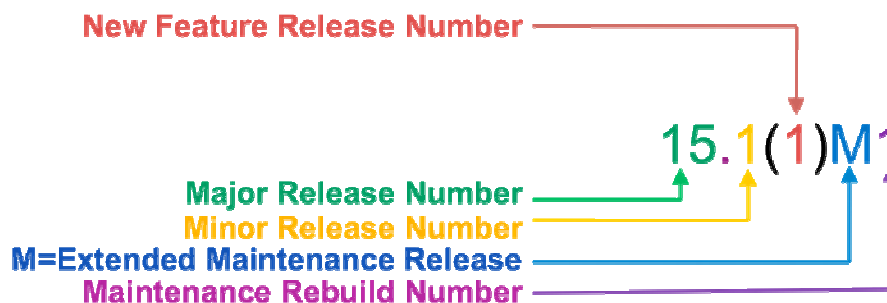 New Feature Release Number
15.1(1)M1
Major Release Number
Minor Release Number
M=Extended Maintenance Release
Maintenance Rebuild Number